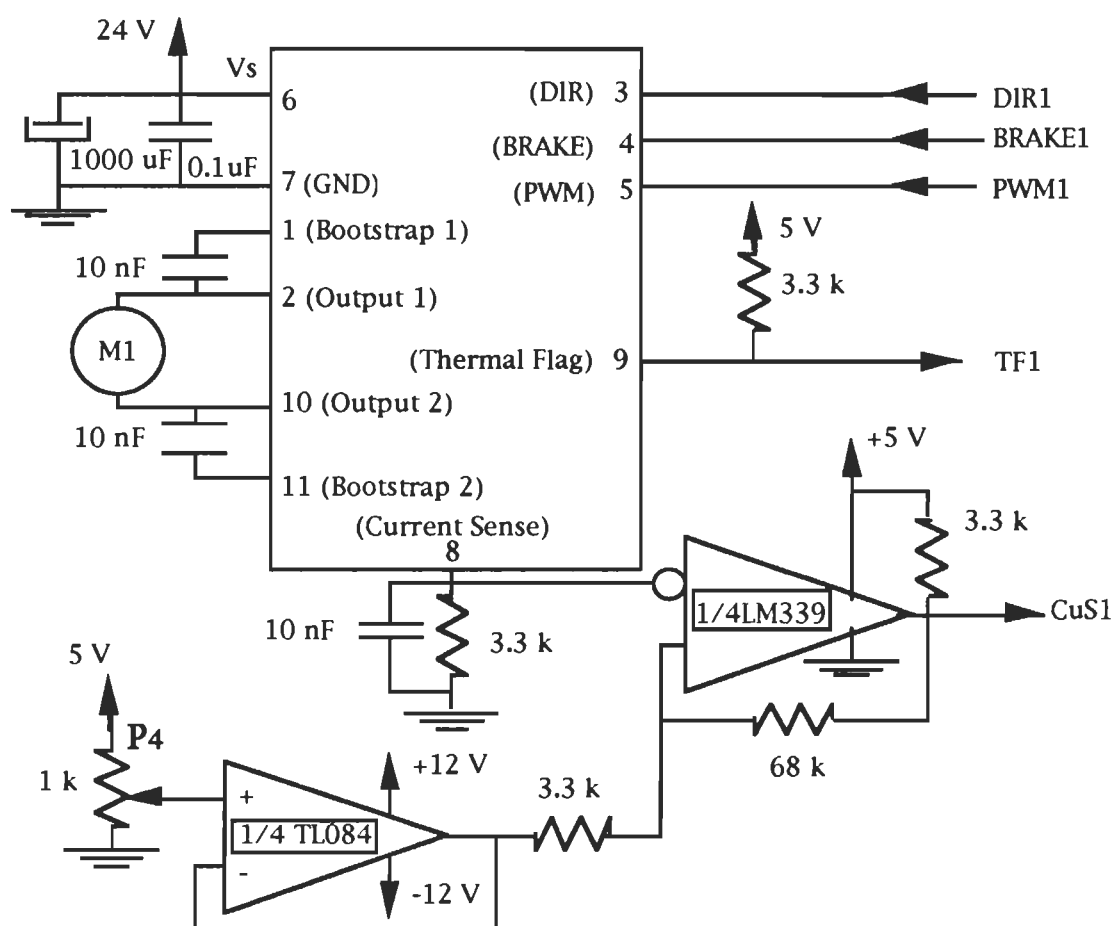 24 V
Vs
6
(DIR) 3
DIR1
1000 uF
0.1uF
(BRAKE) 4
BRAKE1
7 (GND)
(PWM) 5
PWM1
1 (Bootstrap 1)
5 V
10 nF
3.3 k
2 (Output 1)
M1
(Thermal Flag) 9
TF1
10 (Output 2)
10 nF
11 (Bootstrap 2)
+5 V
(Current Sense)
8
3.3 k
1/4LM339
CuS1
10 nF
3.3 k
5 V
P4
68 k
1 k
+12 V
3.3 k
+
1/4 TL084
-
-12 V